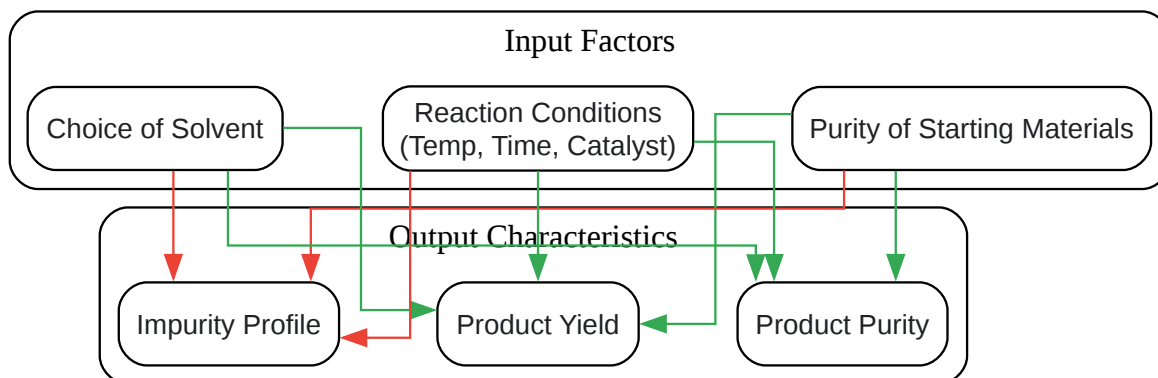 Input Factors
Choice of Solvent
Reaction Conditions
(Temp, Time, Catalyst)
Purity of Starting Materials
Output Characteristics
Impurity Profile
Product Yield
Product Purity